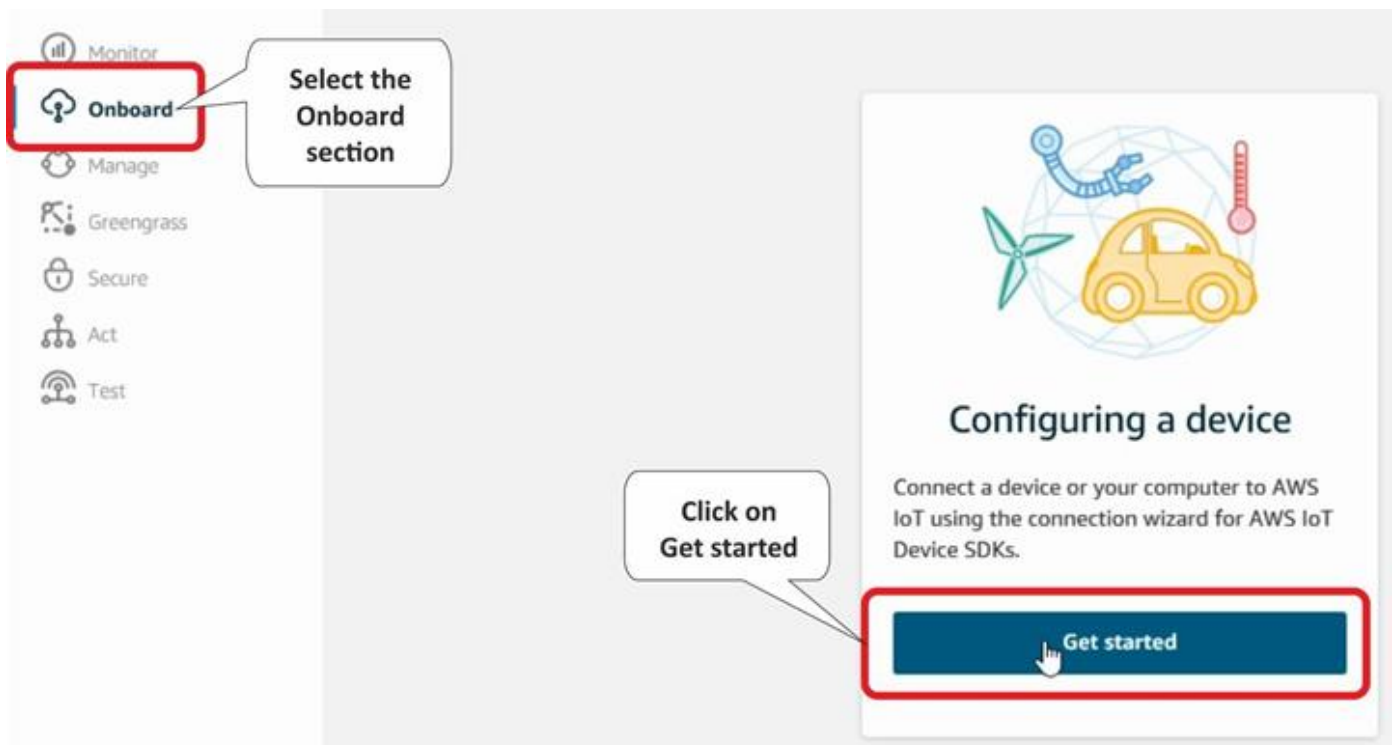 Monitor
Onboard
Manage
Greengrass
Secure
Act
Test
Select the
Onboard
section
Configuring a device
Connect a device or your computer to AWS
IoT using the connection wizard for AWS IoT
Device SDKs.
Click on
Get started
Get started